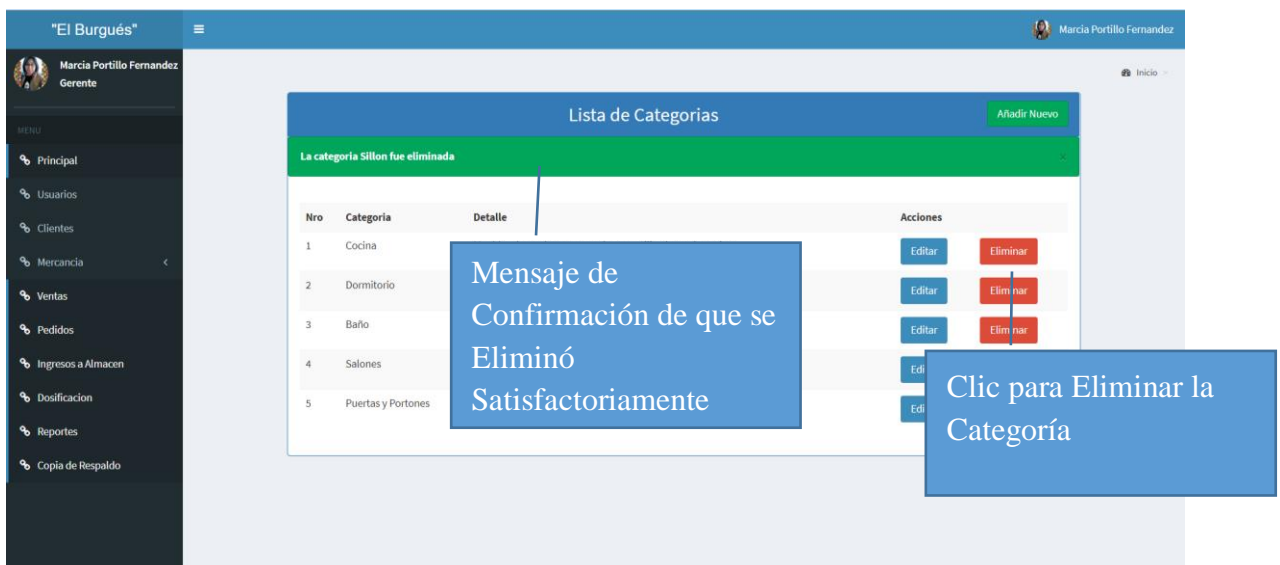 "El Burgués"
Marcia Portillo Fernandez
Marcia Portillo Fernandez
Gerente
Inicio >
MENU
Principal
Usuarios
Clientes
Mercancia <
Ventas
Pedidos
Ingresos a Almacen
Dosificacion
Reportes
Copia de Respaldo
Lista de Categorias
Añadir Nuevo
La categoria Sillon fue eliminada ×
Nro Categoria Detalle Acciones
1 Cocina Editar Eliminar
2 Dormitorio Editar Eliminar
3 Baño Editar Eliminar
4 Salones
5 Puertas y Portones
Mensaje de
Confirmación de que se
Eliminó
Satisfactoriamente
Clic para Eliminar la
Categoría